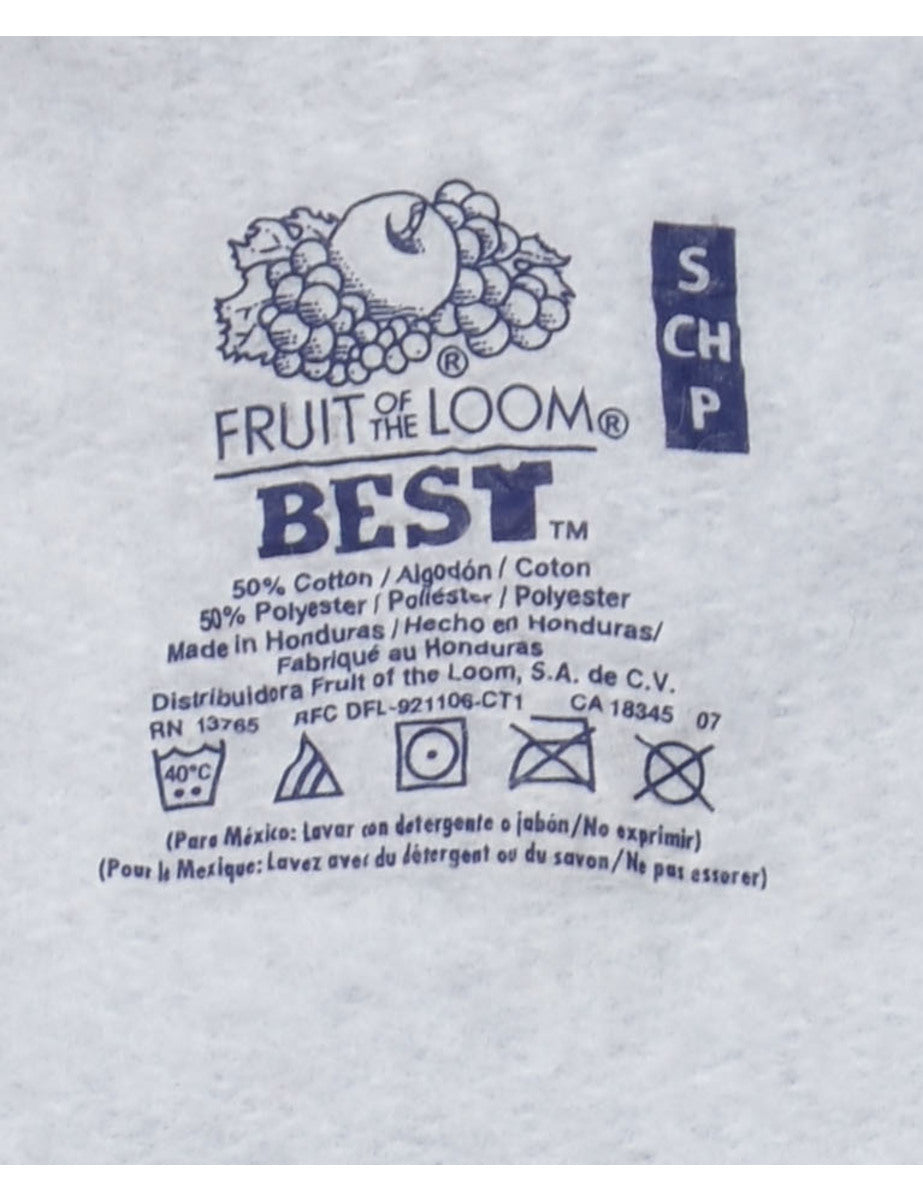 S
CH
P
®
FRUIT OF THE LOOM®
BEST™
50% Cotton / Algodón / Coton
50% Polyester / Poliéster / Polyester
Made in Honduras / Hecho en Honduras/
Fabriqué au Honduras
Distribuidora Fruit of the Loom, S.A. de C.V.
RN 13765 RFC DFL-921106-CT1 CA 18345 07
40°C
(Para México: Lavar con detergente o jabón/No exprimir)
(Pour le Mexique: Lavez avec du détergent ou du savon/Ne pas essorer)